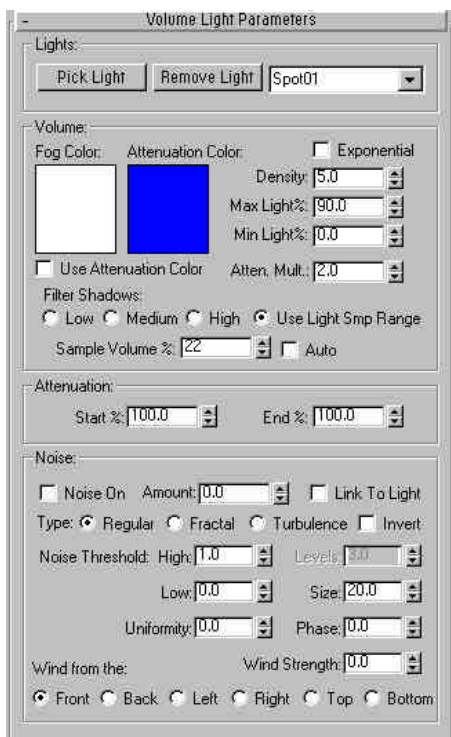 - Volume Light Parameters
Lights:
Pick Light Remove Light Spot01
Volume:
Fog Color: Attenuation Color: Exponential
Density: 5.0
Max Light%: 90.0
Min Light%: 0.0
Use Attenuation Color Atten. Mult.: 2.0
Filter Shadows:
Low Medium High Use Light Smp Range
Sample Volume %: 22 Auto
Attenuation:
Start %: 100.0 End %: 100.0
Noise:
Noise On Amount: 0.0 Link To Light
Type: Regular Fractal Turbulence Invert
Noise Threshold: High: 1.0 Levels: 3.0
Low: 0.0 Size: 20.0
Uniformity: 0.0 Phase: 0.0
Wind from the: Wind Strength: 0.0
Front Back Left Right Top Bottom